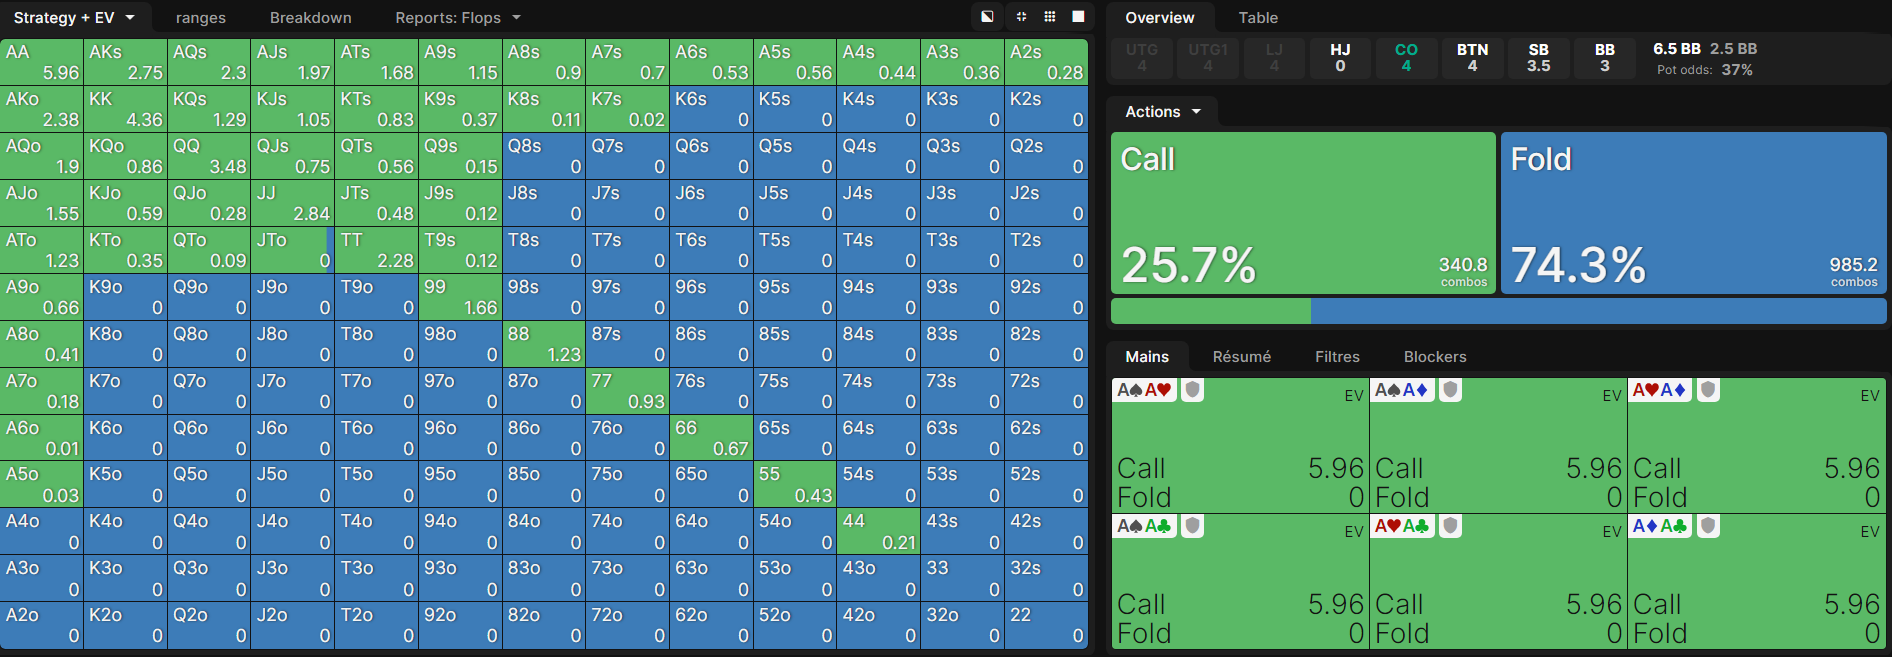 Strategy + EV ranges Breakdown Reports: Flops
AA AKs AQs AJs ATs A9s A8s A7s A6s A5s A4s A3s A2s
5.96 2.75 2.3 1.97 1.68 1.15 0.9 0.7 0.53 0.56 0.44 0.36 0.28
AKo KK KQs KJs KTs K9s K8s K7s K6s K5s K4s K3s K2s
2.38 4.36 1.29 1.05 0.83 0.37 0.11 0.02 0 0 0 0 0
AQo KQo QQ QJs QTs Q9s Q8s Q7s Q6s Q5s Q4s Q3s Q2s
1.9 0.86 3.48 0.75 0.56 0.15 0 0 0 0 0 0 0
AJo KJo QJo JJ JTs J9s J8s J7s J6s J5s J4s J3s J2s
1.55 0.59 0.28 2.84 0.48 0.12 0 0 0 0 0 0 0
ATo KTo QTo JTo TT T9s T8s T7s T6s T5s T4s T3s T2s
1.23 0.35 0.09 0 2.28 0.12 0 0 0 0 0 0 0
A9o K9o Q9o J9o T9o 99 98s 97s 96s 95s 94s 93s 92s
0.66 0 0 0 0 1.66 0 0 0 0 0 0 0
A8o K8o Q8o J8o T8o 98o 88 87s 86s 85s 84s 83s 82s
0.41 0 0 0 0 0 1.23 0 0 0 0 0 0
A7o K7o Q7o J7o T7o 97o 87o 77 76s 75s 74s 73s 72s
0.18 0 0 0 0 0 0 0.93 0 0 0 0 0
A6o K6o Q6o J6o T6o 96o 86o 76o 66 65s 64s 63s 62s
0.01 0 0 0 0 0 0 0 0.67 0 0 0 0
A5o K5o Q5o J5o T5o 95o 85o 75o 65o 55 54s 53s 52s
0.03 0 0 0 0 0 0 0 0 0.43 0 0 0
A4o K4o Q4o J4o T4o 94o 84o 74o 64o 54o 44 43s 42s
0 0 0 0 0 0 0 0 0 0 0.21 0 0
A3o K3o Q3o J3o T3o 93o 83o 73o 63o 53o 43o 33 32s
0 0 0 0 0 0 0 0 0 0 0 0 0
A2o K2o Q2o J2o T2o 92o 82o 72o 62o 52o 42o 32o 22
0 0 0 0 0 0 0 0 0 0 0 0 0
Overview Table
UTG UTG1 LJ HJ CO BTN SB BB 6.5 BB 2.5 BB
4 4 4 0 4 4 3.5 3 Pot odds: 37%
Actions
Call Fold
25.7% 340.8 combos 74.3% 985.2 combos
Mains Résumé Filtres Blockers
A♠A♥ EV A♠A♦ EV A♥A♦ EV
Call 5.96 Call 5.96 Call 5.96
Fold 0 Fold 0 Fold 0
A♠A♣ EV A♥A♣ EV A♦A♣ EV
Call 5.96 Call 5.96 Call 5.96
Fold 0 Fold 0 Fold 0